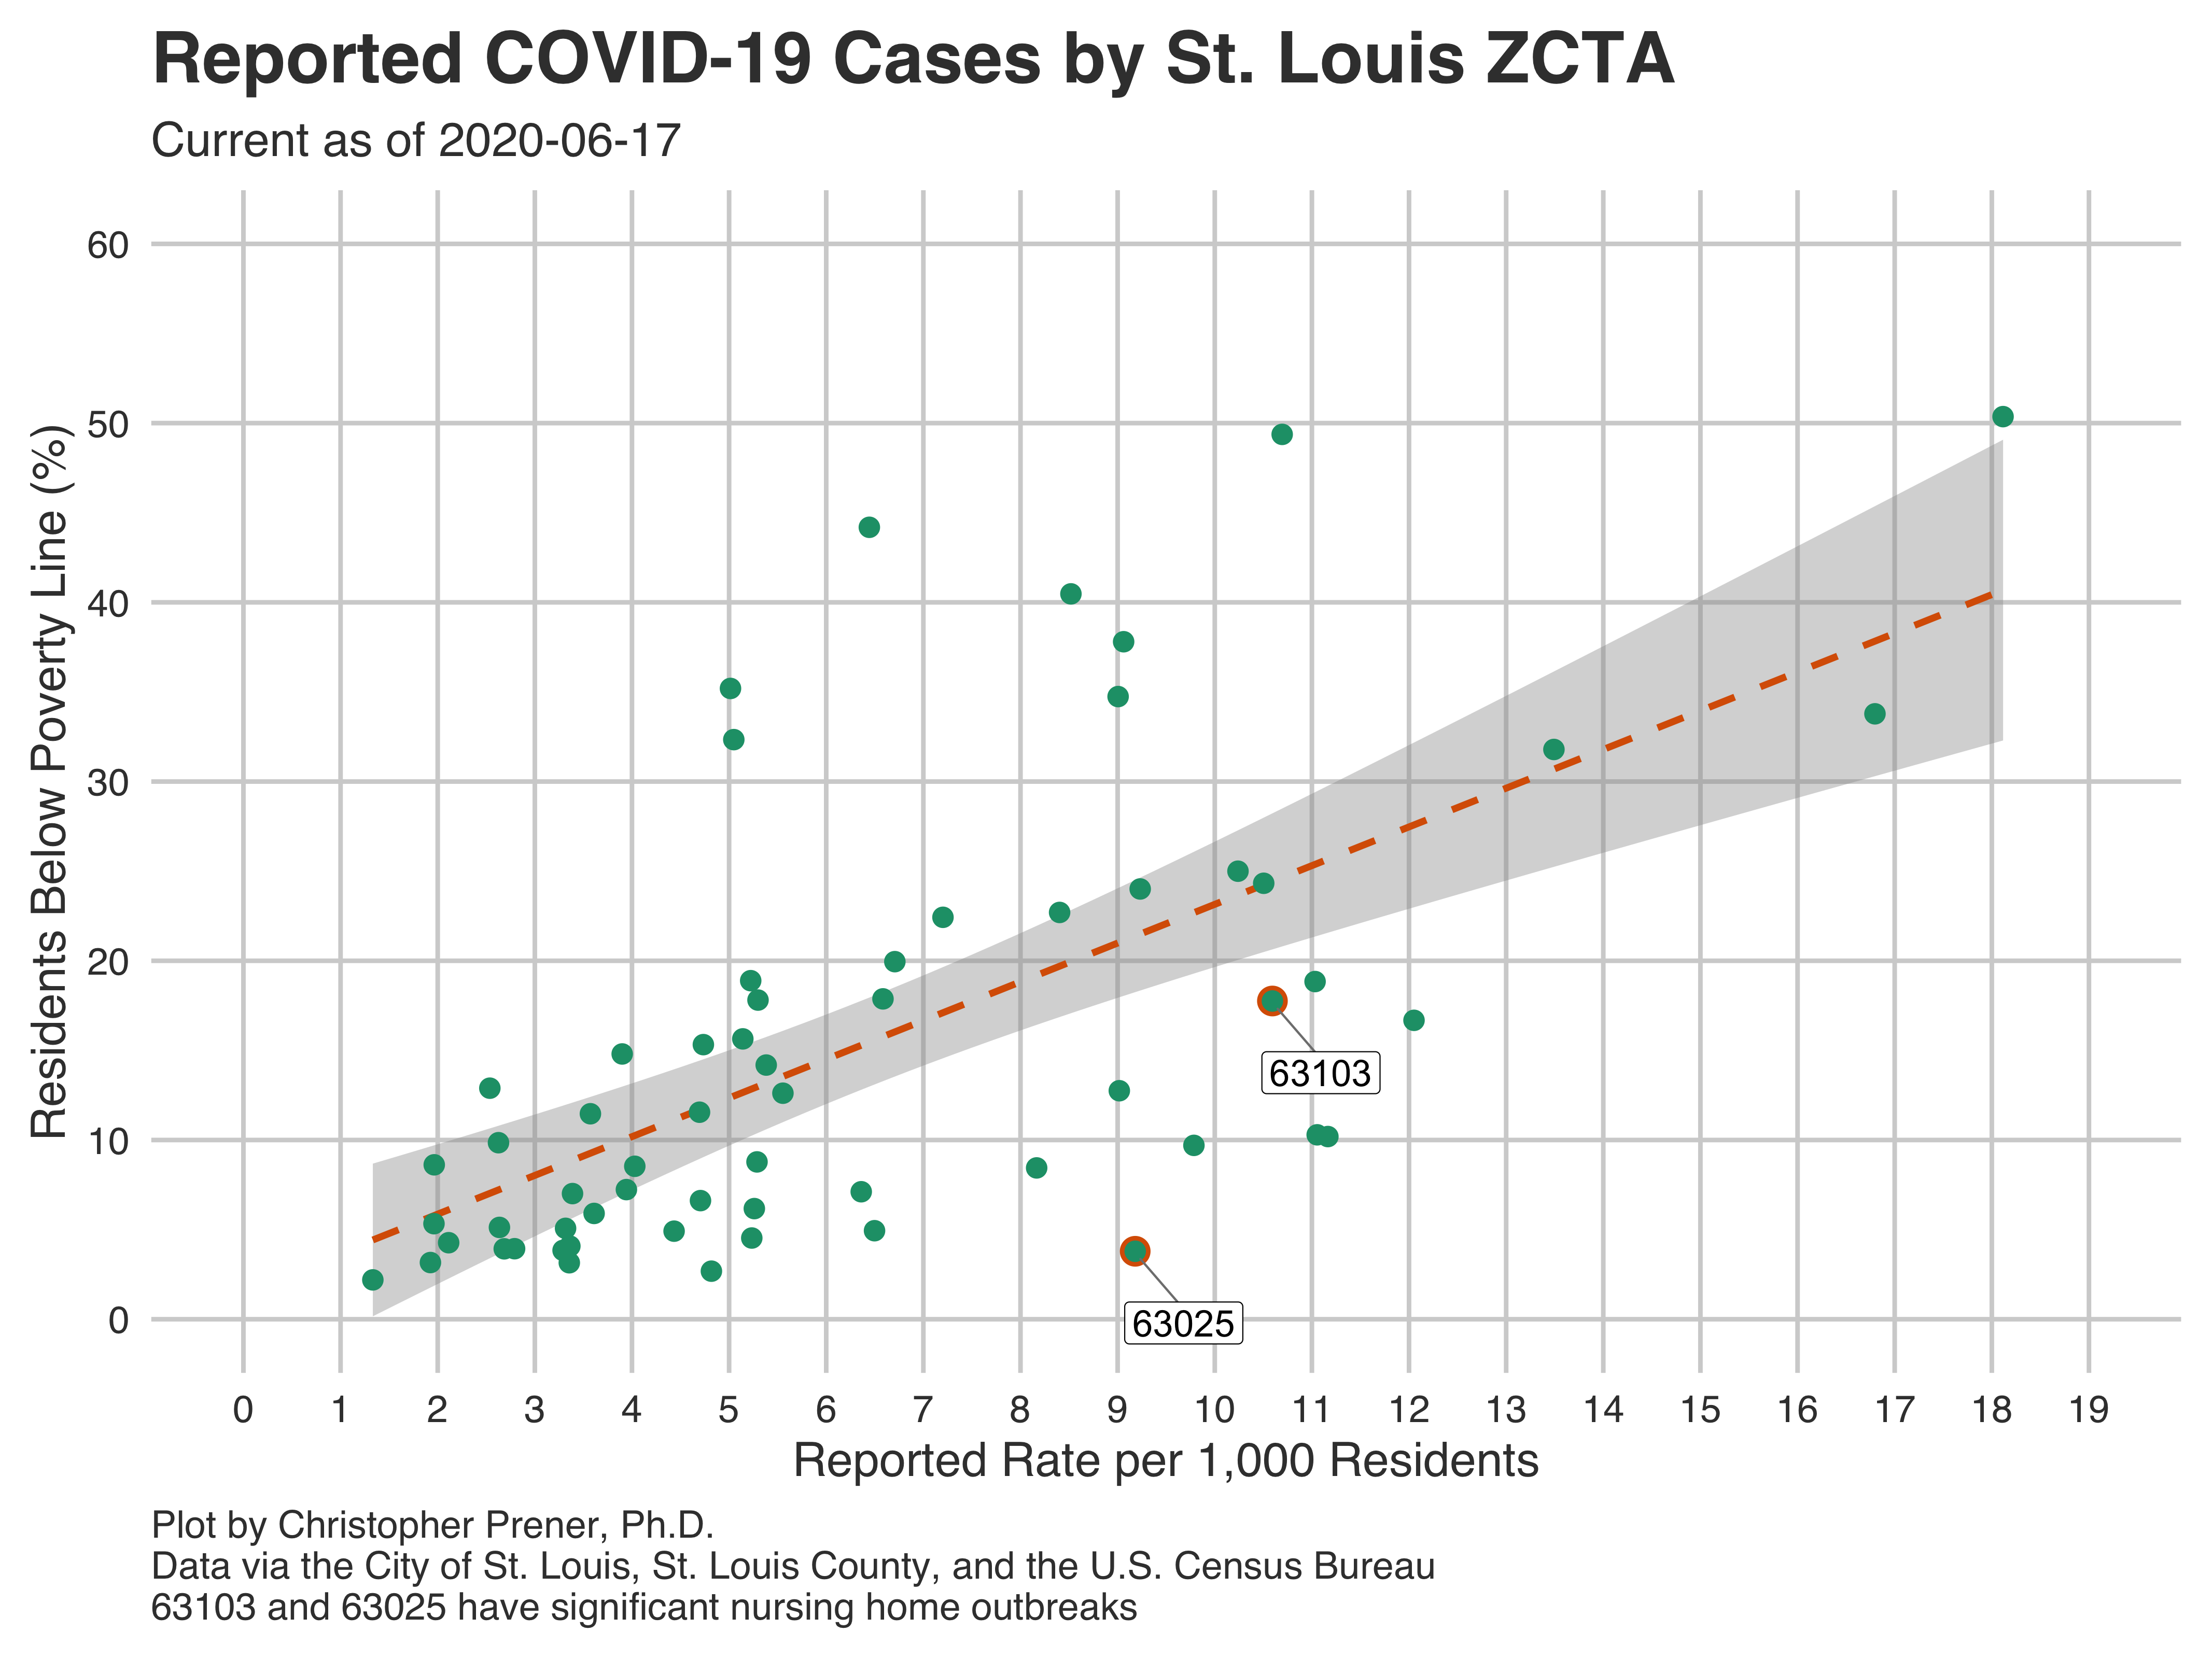 Reported COVID-19 Cases by St. Louis ZCTA
Current as of 2020-06-17
Residents Below Poverty Line (%)
60
50
40
30
20
10
0
63103
63025
0 1 2 3 4 5 6 7 8 9 10 11 12 13 14 15 16 17 18 19
Reported Rate per 1,000 Residents
Plot by Christopher Prener, Ph.D.
Data via the City of St. Louis, St. Louis County, and the U.S. Census Bureau
63103 and 63025 have significant nursing home outbreaks